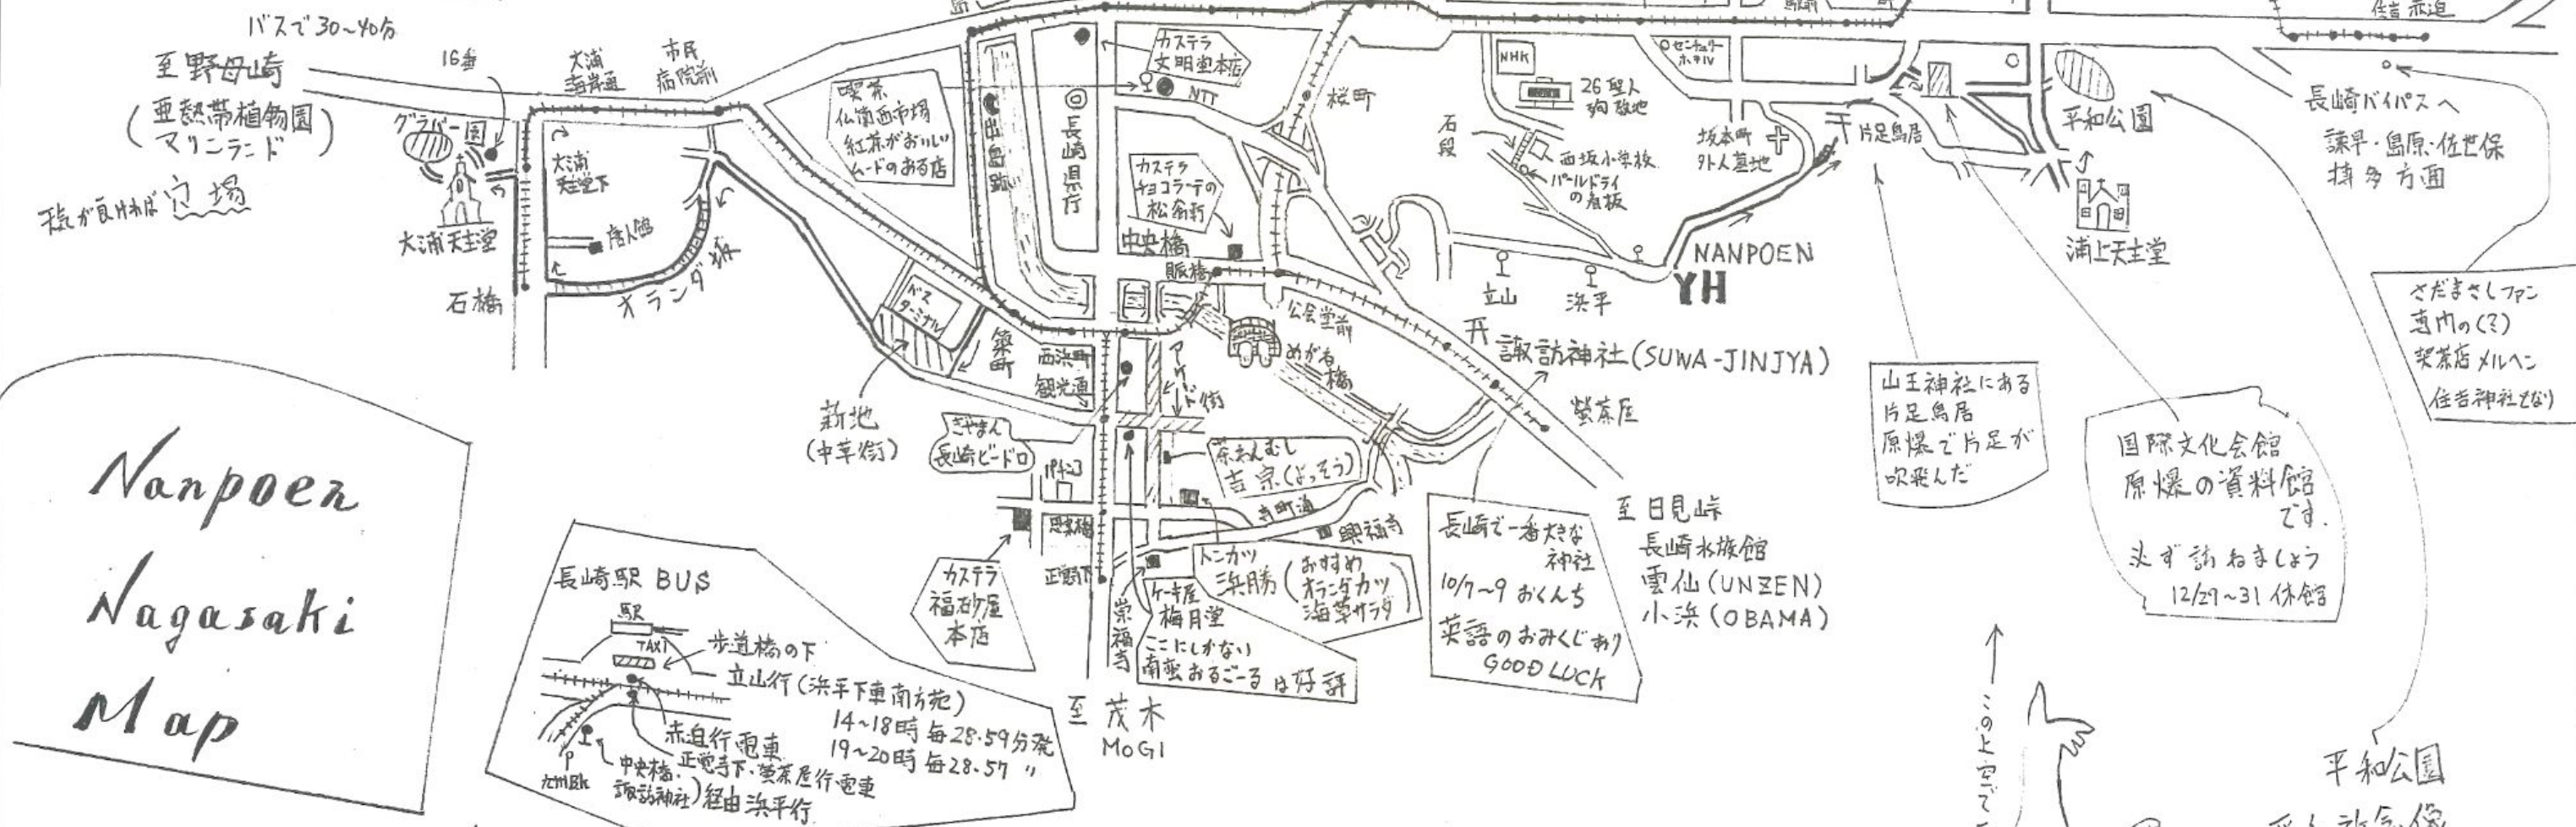 バスで30~40分
至野母崎
(亜熱帯植物園
マリンランド)
天気が良ければ穴場
16番
グラバー園
大浦天主堂
大浦
海岸通
市民
病院前
大浦
天主堂下
唐人館
石橋
オランダ坂
喫茶
仏蘭西市場
紅茶がおいしい
ムードのある店
出島跡
長崎県庁
カステラ
文明堂本店
NTT
カステラ
チョコラーテの
松翁軒
中央橋
賑橋
桜町
公会堂前
めがね橋
バス
ターミナル
築町
新地
(中華街)
西浜町
観光通
アーケード街
ぎやまん
長崎ビードロ
パチンコ
思案橋
正覚寺下
カステラ
福砂屋
本店
茶わんむし
吉宗(よっそう)
寺町通
興福寺
トンカツ
浜勝
(おすすめ
オランダカツ
海草サラダ)
ケーキ屋
梅月堂
ここにしかない
南蛮おるごーるは好評
崇福寺
至茂木
MOGI
NHK
26聖人
殉教地
センチュリー
ホテル
石段
西坂小学校
パールドライ
の看板
坂本町
外人墓地
片足鳥居
NANPOEN
YH
立山
浜平
諏訪神社(SUWA-JINJYA)
蛍茶屋
長崎で一番大きな
神社
10/7~9 おくんち
英語のおみくじあり
GOOD LUCK
至日見峠
長崎水族館
雲仙(UNZEN)
小浜(OBAMA)
平和公園
浦上天主堂
住吉
赤迫
長崎バイパスへ
諫早・島原・佐世保
博多方面
さだまさしファン
専門の(?)
喫茶店メルヘン
住吉神社となり
山王神社にある
片足鳥居
原爆で片足が
吹飛んだ
国際文化会館
原爆の資料館
です.
必ず訪ねましょう
12/29~31 休館
Nanpoen
Nagasaki
Map
長崎駅 BUS
駅
TAXI
歩道橋の下
立山行(浜平下車南方苑)
14~18時 毎28.59分発
19~20時 毎28.57 〃
赤迫行電車
正覚寺下・蛍茶屋行電車
中央橋・
諏訪神社)経由浜平行
この上空で
平和公園